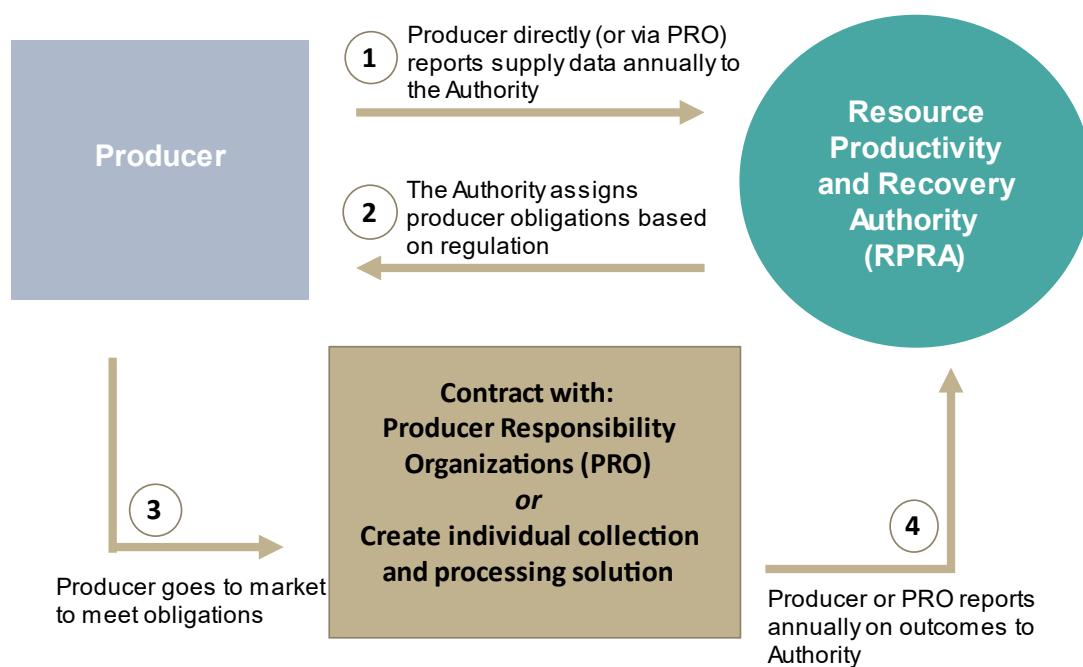 Producer
1
Producer directly (or via PRO)
reports supply data annually to
the Authority
2
The Authority assigns
producer obligations based
on regulation
Resource
Productivity
and Recovery
Authority
(RPRA)
3
Producer goes to market
to meet obligations
Contract with:
Producer Responsibility
Organizations (PRO)
or
Create individual collection
and processing solution
4
Producer or PRO reports
annually on outcomes to
Authority